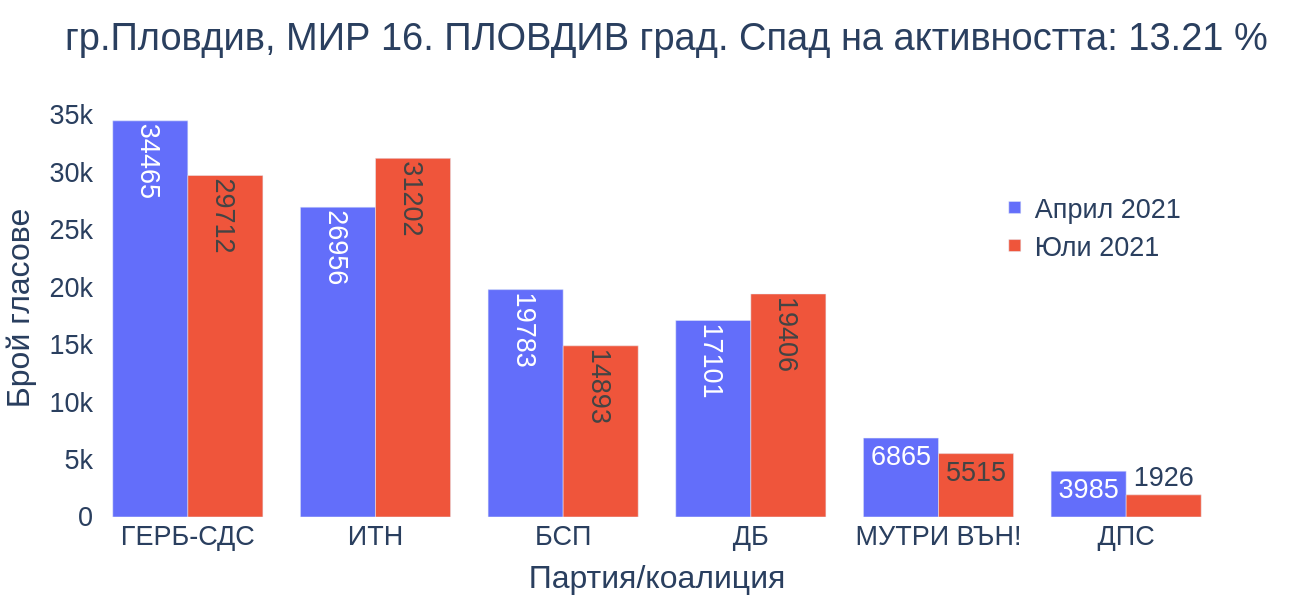 гр.Пловдив, МИР 16. ПЛОВДИВ град. Спад на активността: 13.21 %
Брой гласове
35k
30k
25k
20k
15k
10k
5k
0
34465
29712
26956
31202
19783
14893
17101
19406
6865
5515
3985
1926
Април 2021
Юли 2021
ГЕРБ-СДС
ИТН
БСП
ДБ
МУТРИ ВЪН!
ДПС
Партия/коалиция